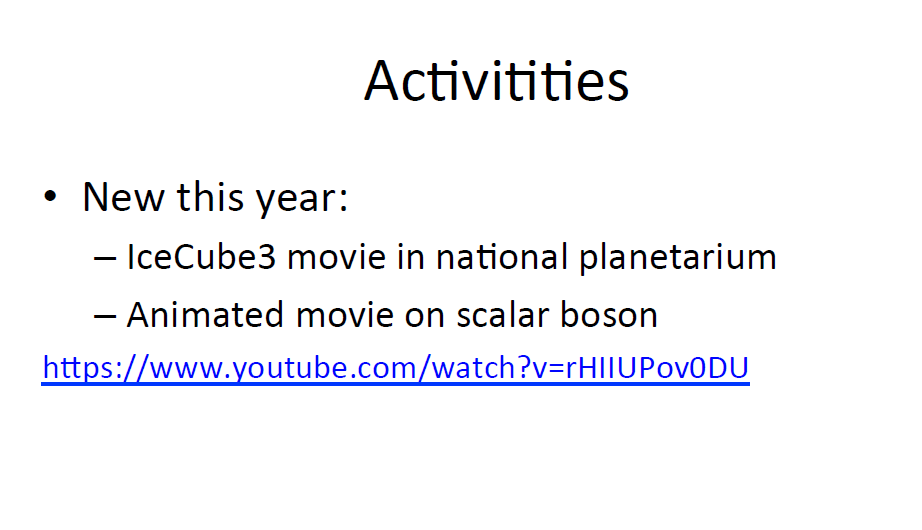 Activitities
• New this year:
– IceCube3 movie in national planetarium
– Animated movie on scalar boson
https://www.youtube.com/watch?v=rHIIUPov0DU